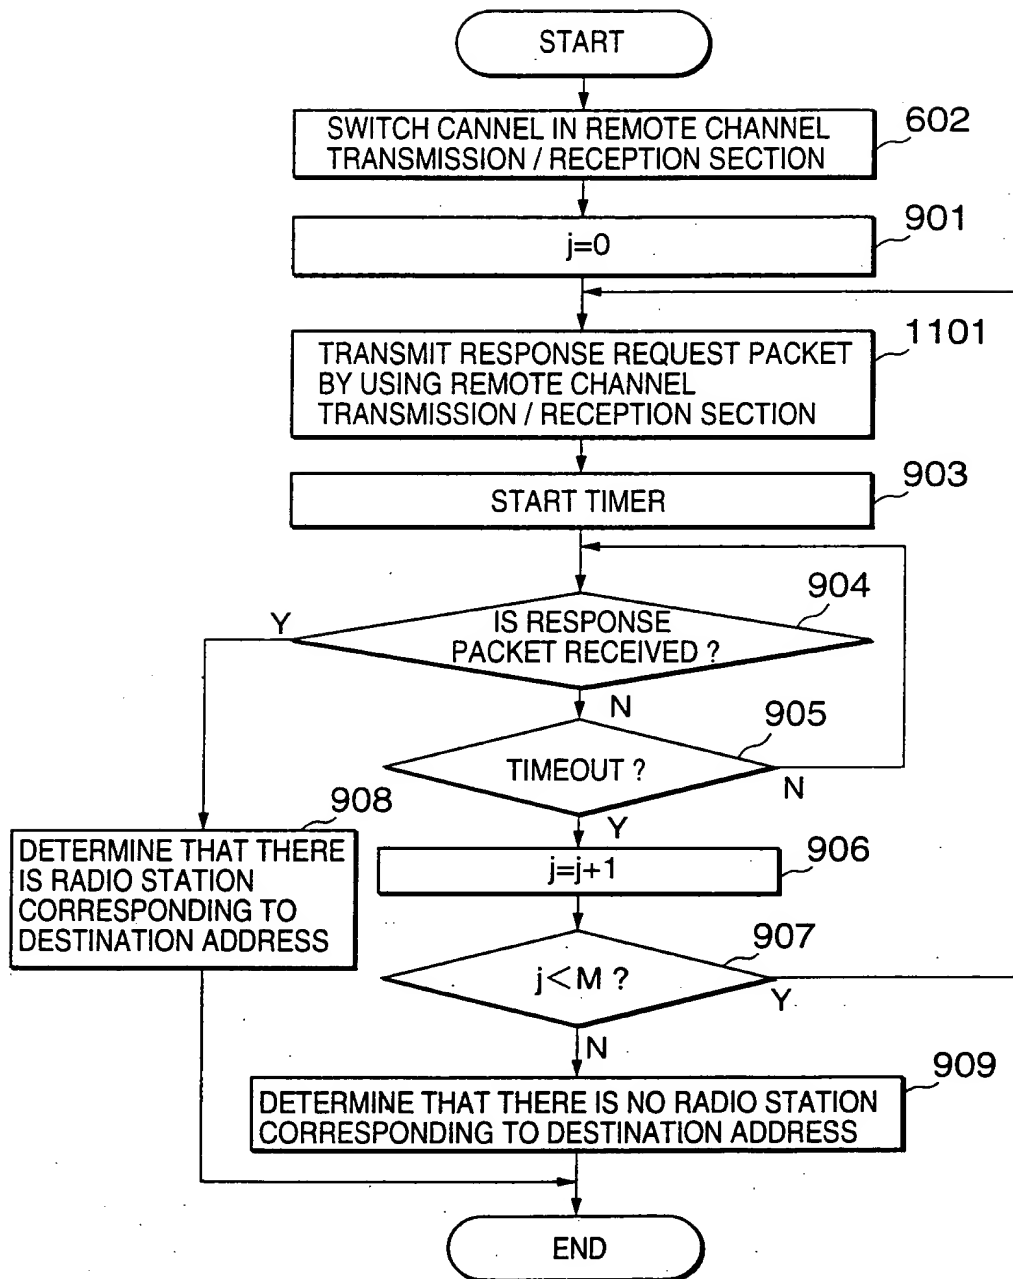 START
SWITCH CANNEL IN REMOTE CHANNEL
TRANSMISSION / RECEPTION SECTION
602
j=0
901
TRANSMIT RESPONSE REQUEST PACKET
BY USING REMOTE CHANNEL
TRANSMISSION / RECEPTION SECTION
1101
START TIMER
903
IS RESPONSE
PACKET RECEIVED ?
904
Y
N
TIMEOUT ?
905
N
Y
908
DETERMINE THAT THERE
IS RADIO STATION
CORRESPONDING TO
DESTINATION ADDRESS
j=j+1
906
j<M ?
907
Y
N
909
DETERMINE THAT THERE IS NO RADIO STATION
CORRESPONDING TO DESTINATION ADDRESS
END